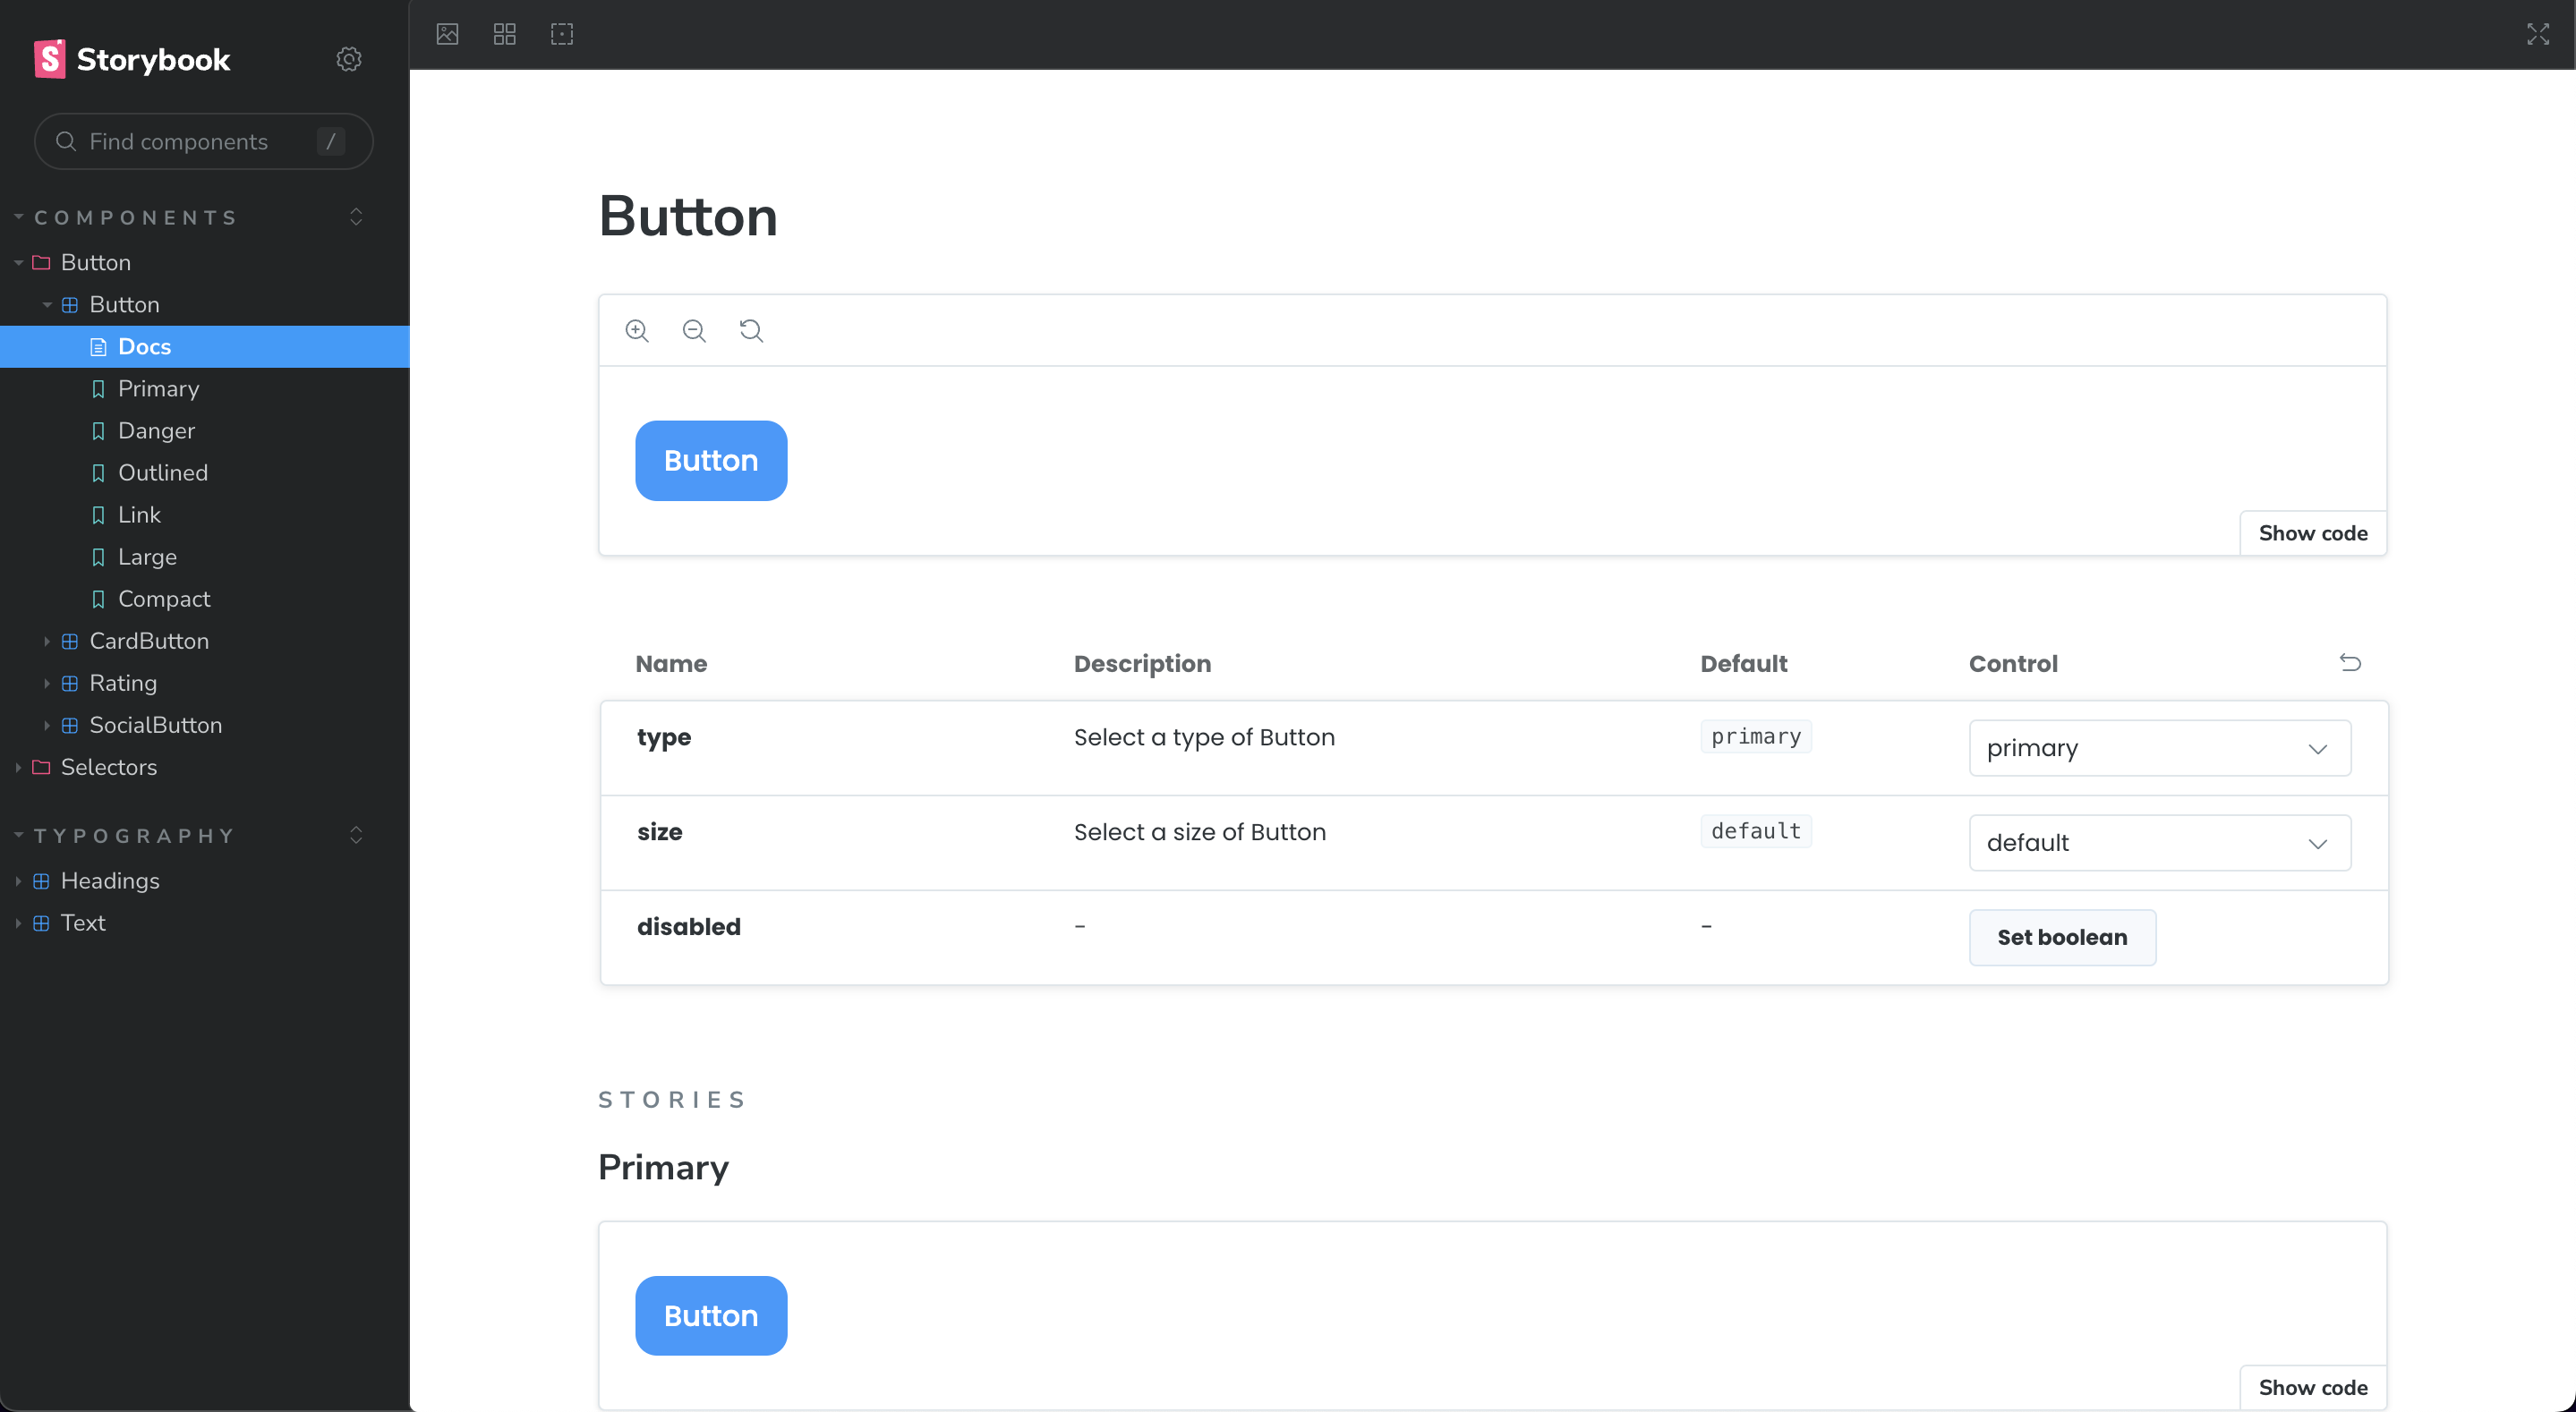 Storybook
Find components /
COMPONENTS
Button
Button
Docs
Primary
Danger
Outlined
Link
Large
Compact
CardButton
Rating
SocialButton
Selectors
TYPOGRAPHY
Headings
Text
Button
Button
Show code
Name Description Default Control
type Select a type of Button primary primary
size Select a size of Button default default
disabled - - Set boolean
STORIES
Primary
Button
Show code